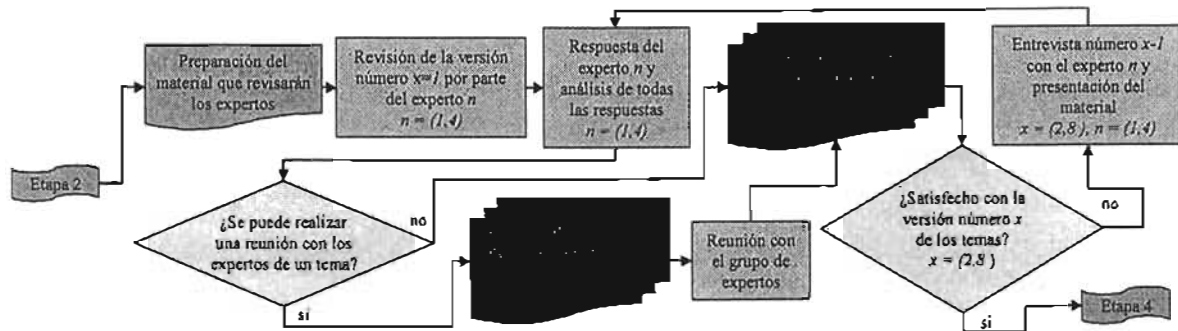 Preparación del
material que revisarán
los expertos
Revisión de la versión
número x=1 por parte
del experto n
n = (1,4)
Respuesta del
experto n y
análisis de todas
las respuestas
n = (1,4)
Entrevista número x-1
con el experto n y
presentación del
material
x = (2,8), n = (1,4)
Etapa 2
¿Se puede realizar
una reunión con los
expertos de un tema?
no
si
Reunión con
el grupo de
expertos
¿Satisfecho con la
versión número x
de los temas?
x = (2,8)
no
si
Etapa 4